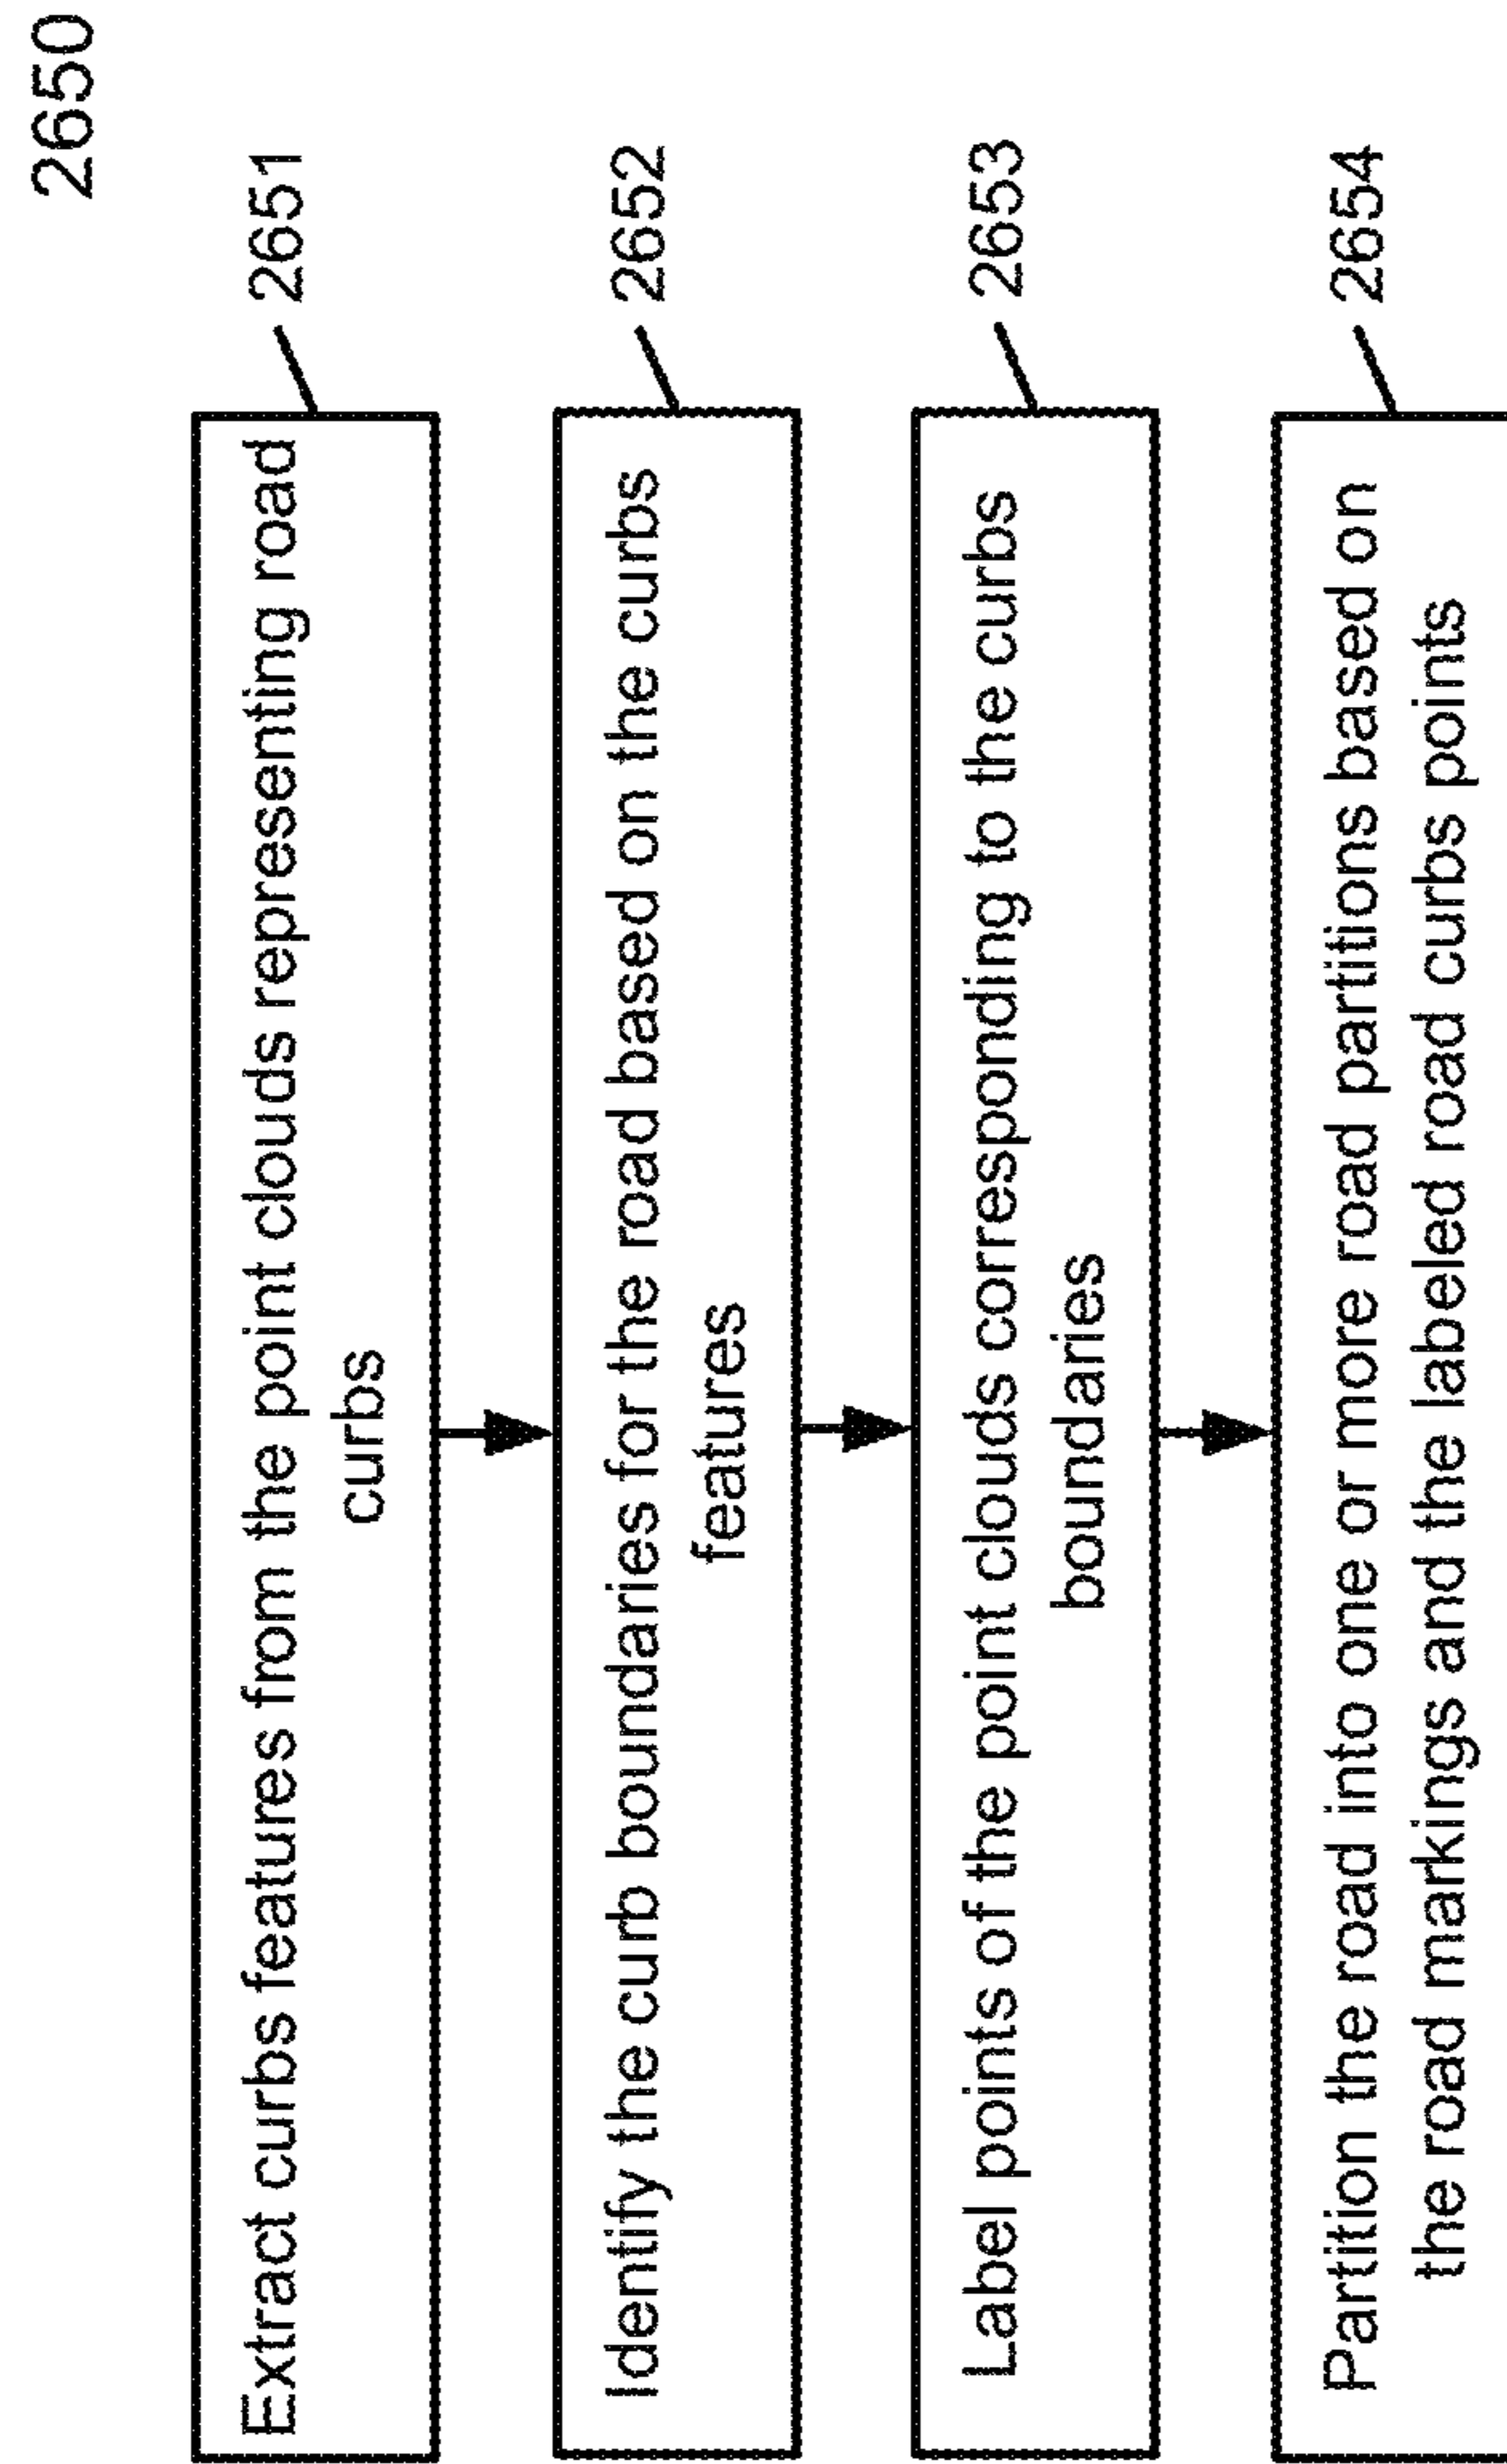 2650
Extract curbs features from the point clouds representing road
curbs
2651
Identify the curb boundaries for the road based on the curbs
features
2652
Label points of the point clouds corresponding to the curbs
boundaries
2653
Partition the road into one or more road partitions based on
the road markings and the labeled road curbs points
2654